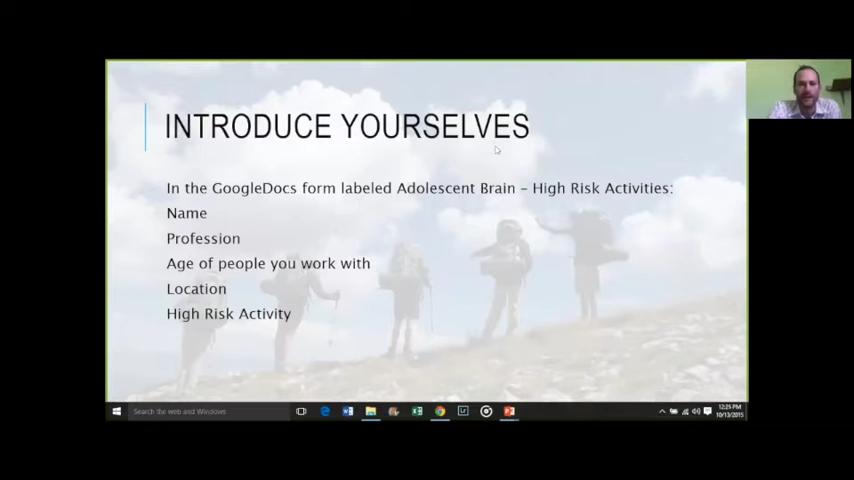 INTRODUCE YOURSELVES
In the GoogleDocs form labeled Adolescent Brain – High Risk Activities:
Name
Profession
Age of people you work with
Location
High Risk Activity
Search the web and Windows
12:25 PM
10/13/2015